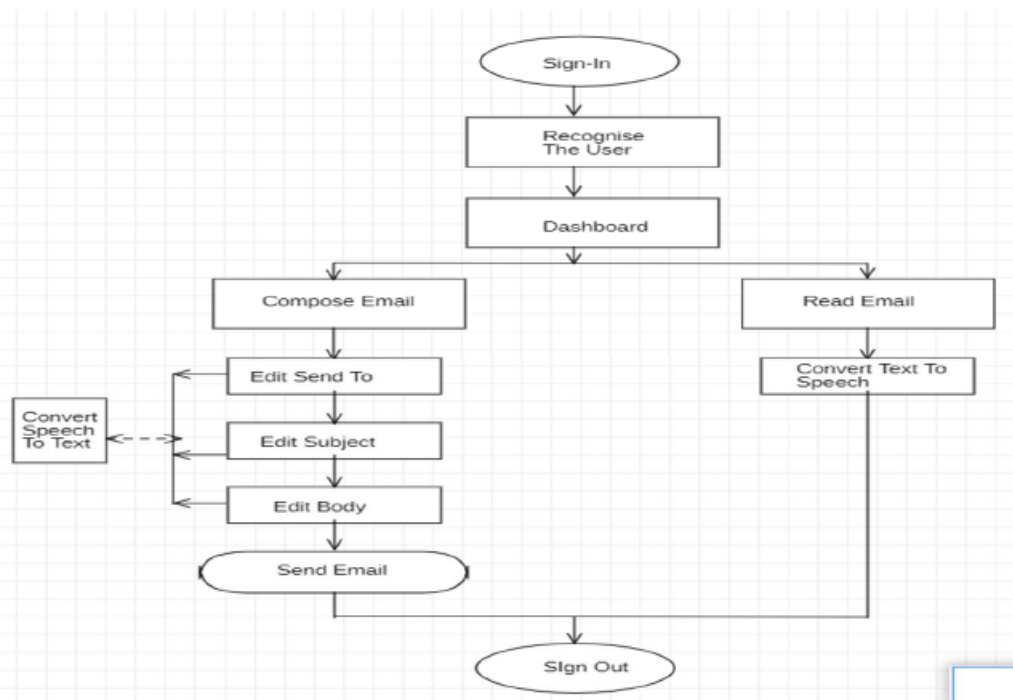 Sign-In
Recognise
The User
Dashboard
Compose Email
Read Email
Edit Send To
Convert Text To
Speech
Convert
Speech
To Text
Edit Subject
Edit Body
Send Email
SIgn Out